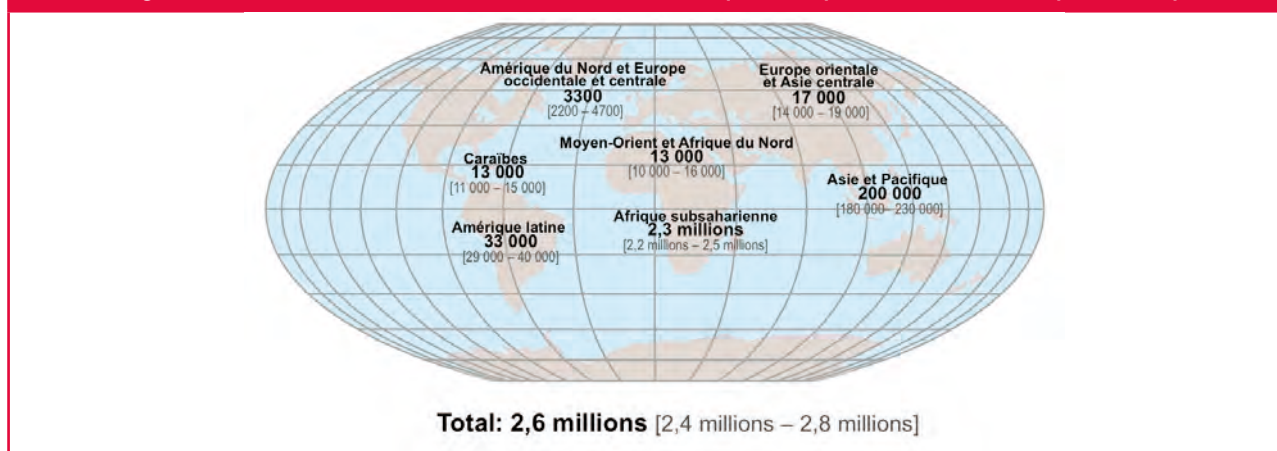 Amérique du Nord et Europe
occidentale et centrale
3300
[2200 – 4700]
Europe orientale
et Asie centrale
17 000
[14 000 – 19 000]
Moyen-Orient et Afrique du Nord
13 000
[10 000 – 16 000]
Caraïbes
13 000
[11 000 – 15 000]
Asie et Pacifique
200 000
[180 000– 230 000]
Afrique subsaharienne
2,3 millions
[2,2 millions – 2,5 millions]
Amérique latine
33 000
[29 000 – 40 000]
Total: 2,6 millions [2,4 millions – 2,8 millions]